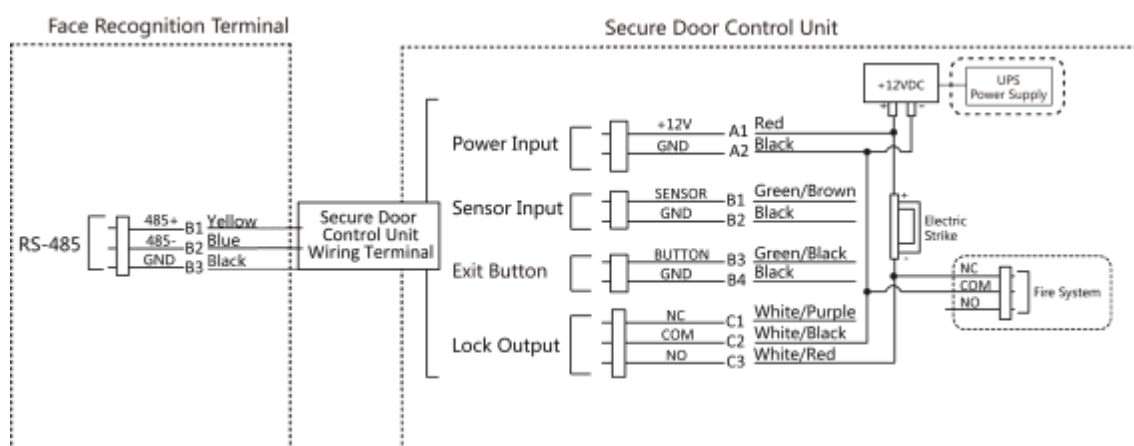 Face Recognition Terminal
Secure Door Control Unit
+12VDC
UPS
Power Supply
+ -
Power Input
+12V A1 Red
GND A2 Black
Sensor Input
SENSOR B1 Green/Brown
GND B2 Black
+
Electric
Strike
-
RS-485
485+ B1 Yellow
485- B2 Blue
GND B3 Black
Secure Door
Control Unit
Wiring Terminal
Exit Button
BUTTON B3 Green/Black
GND B4 Black
NC
COM
NO
Fire System
Lock Output
NC C1 White/Purple
COM C2 White/Black
NO C3 White/Red